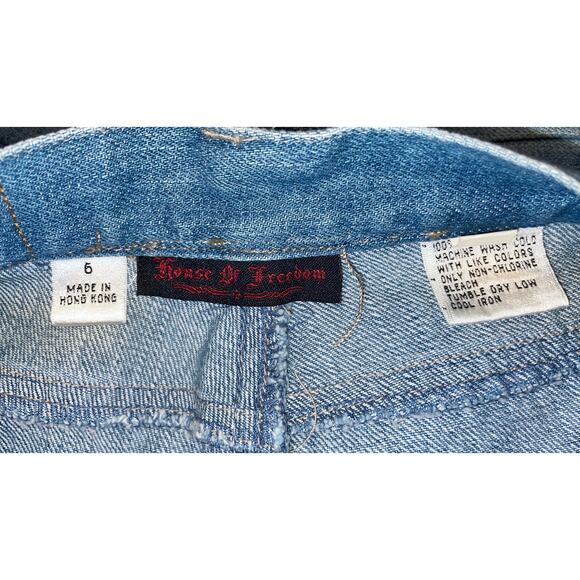 6
MADE IN
HONG KONG
House Of Freedom
100%
MACHINE WASH COLD
WITH LIKE COLORS
ONLY NON-CHLORINE
BLEACH
TUMBLE DRY LOW
COOL IRON